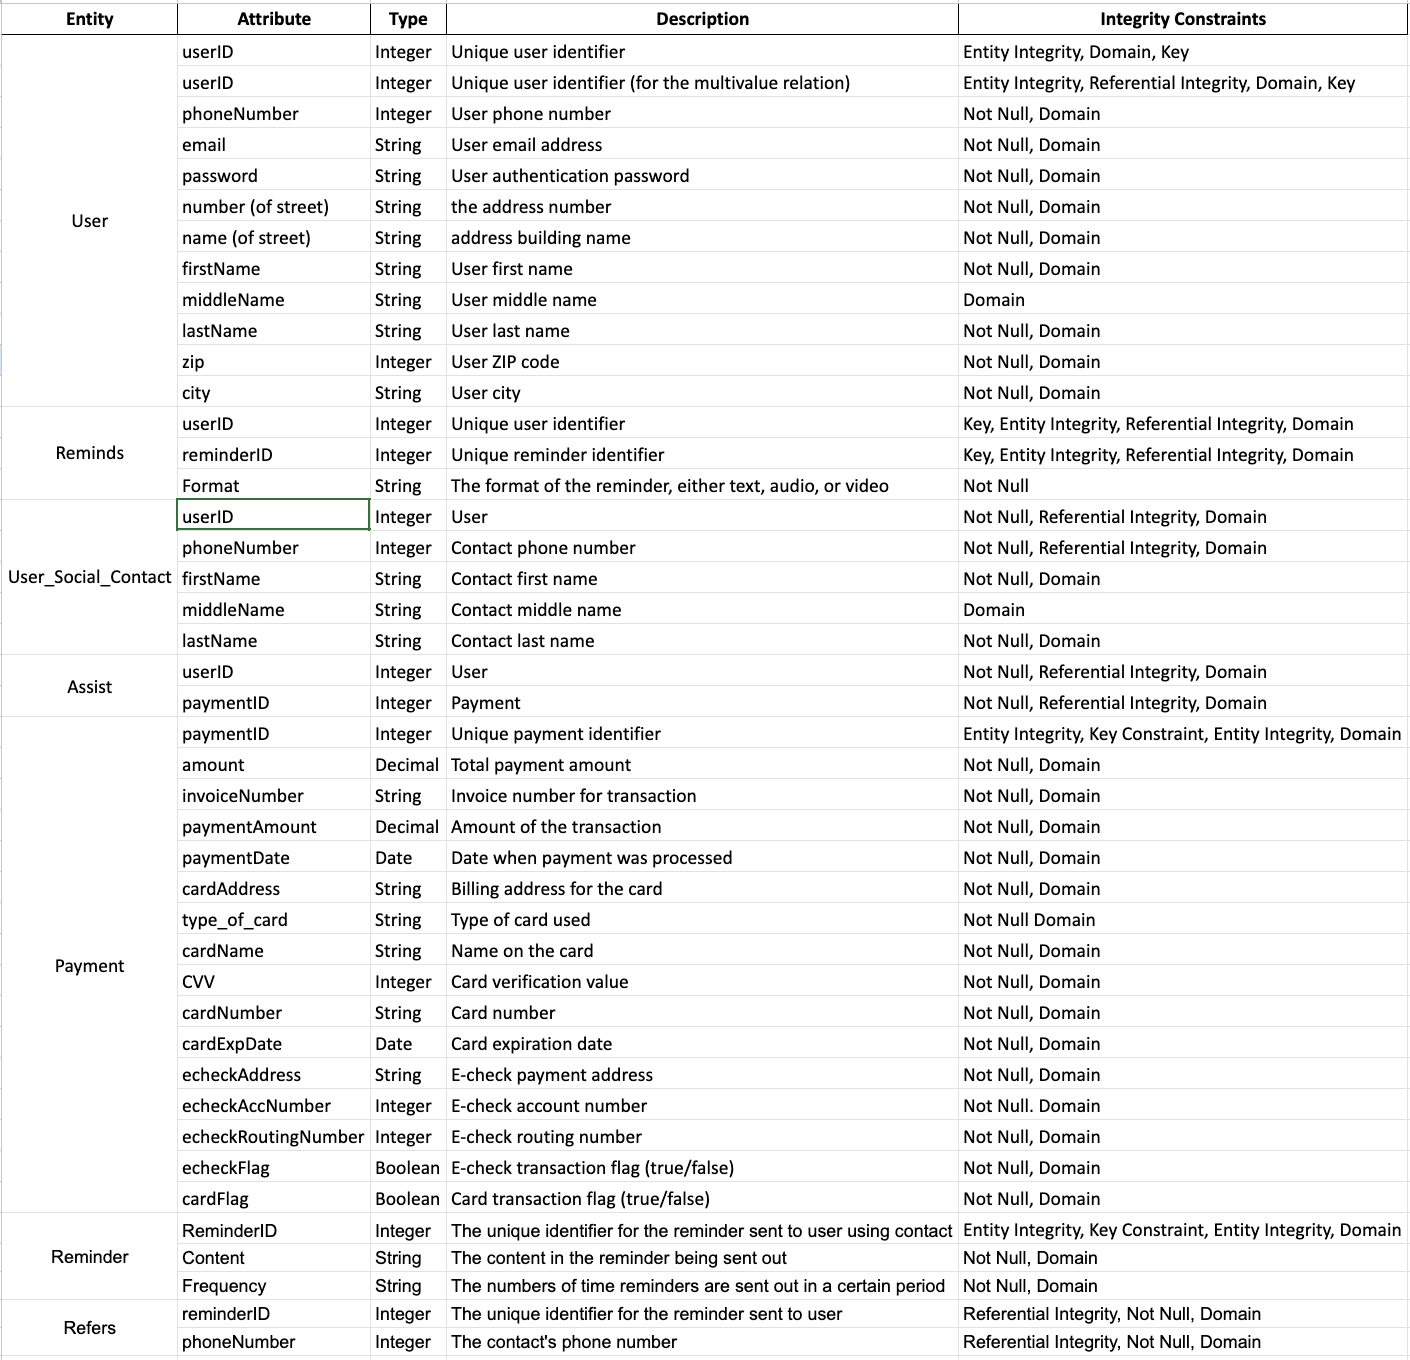 Entity Attribute Type Description Integrity Constraints
userID Integer Unique user identifier Entity Integrity, Domain, Key
userID Integer Unique user identifier (for the multivalue relation) Entity Integrity, Referential Integrity, Domain, Key
phoneNumber Integer User phone number Not Null, Domain
email String User email address Not Null, Domain
password String User authentication password Not Null, Domain
number (of street) String the address number Not Null, Domain
User
name (of street) String address building name Not Null, Domain
firstName String User first name Not Null, Domain
middleName String User middle name Domain
lastName String User last name Not Null, Domain
zip Integer User ZIP code Not Null, Domain
city String User city Not Null, Domain
userID Integer Unique user identifier Key, Entity Integrity, Referential Integrity, Domain
Reminds reminderID Integer Unique reminder identifier Key, Entity Integrity, Referential Integrity, Domain
Format String The format of the reminder, either text, audio, or video Not Null
userID Integer User Not Null, Referential Integrity, Domain
phoneNumber Integer Contact phone number Not Null, Referential Integrity, Domain
User_Social_Contact firstName String Contact first name Not Null, Domain
middleName String Contact middle name Domain
lastName String Contact last name Not Null, Domain
userID Integer User Not Null, Referential Integrity, Domain
Assist
paymentID Integer Payment Not Null, Referential Integrity, Domain
paymentID Integer Unique payment identifier Entity Integrity, Key Constraint, Entity Integrity, Domain
amount Decimal Total payment amount Not Null, Domain
invoiceNumber String Invoice number for transaction Not Null, Domain
paymentAmount Decimal Amount of the transaction Not Null, Domain
paymentDate Date Date when payment was processed Not Null, Domain
cardAddress String Billing address for the card Not Null, Domain
type_of_card String Type of card used Not Null Domain
cardName String Name on the card Not Null, Domain
Payment
CVV Integer Card verification value Not Null, Domain
cardNumber String Card number Not Null, Domain
cardExpDate Date Card expiration date Not Null, Domain
echeckAddress String E-check payment address Not Null, Domain
echeckAccNumber Integer E-check account number Not Null. Domain
echeckRoutingNumber Integer E-check routing number Not Null, Domain
echeckFlag Boolean E-check transaction flag (true/false) Not Null, Domain
cardFlag Boolean Card transaction flag (true/false) Not Null, Domain
ReminderID Integer The unique identifier for the reminder sent to user using contact Entity Integrity, Key Constraint, Entity Integrity, Domain
Reminder Content String The content in the reminder being sent out Not Null, Domain
Frequency String The numbers of time reminders are sent out in a certain period Not Null, Domain
reminderID Integer The unique identifier for the reminder sent to user Referential Integrity, Not Null, Domain
Refers
phoneNumber Integer The contact's phone number Referential Integrity, Not Null, Domain